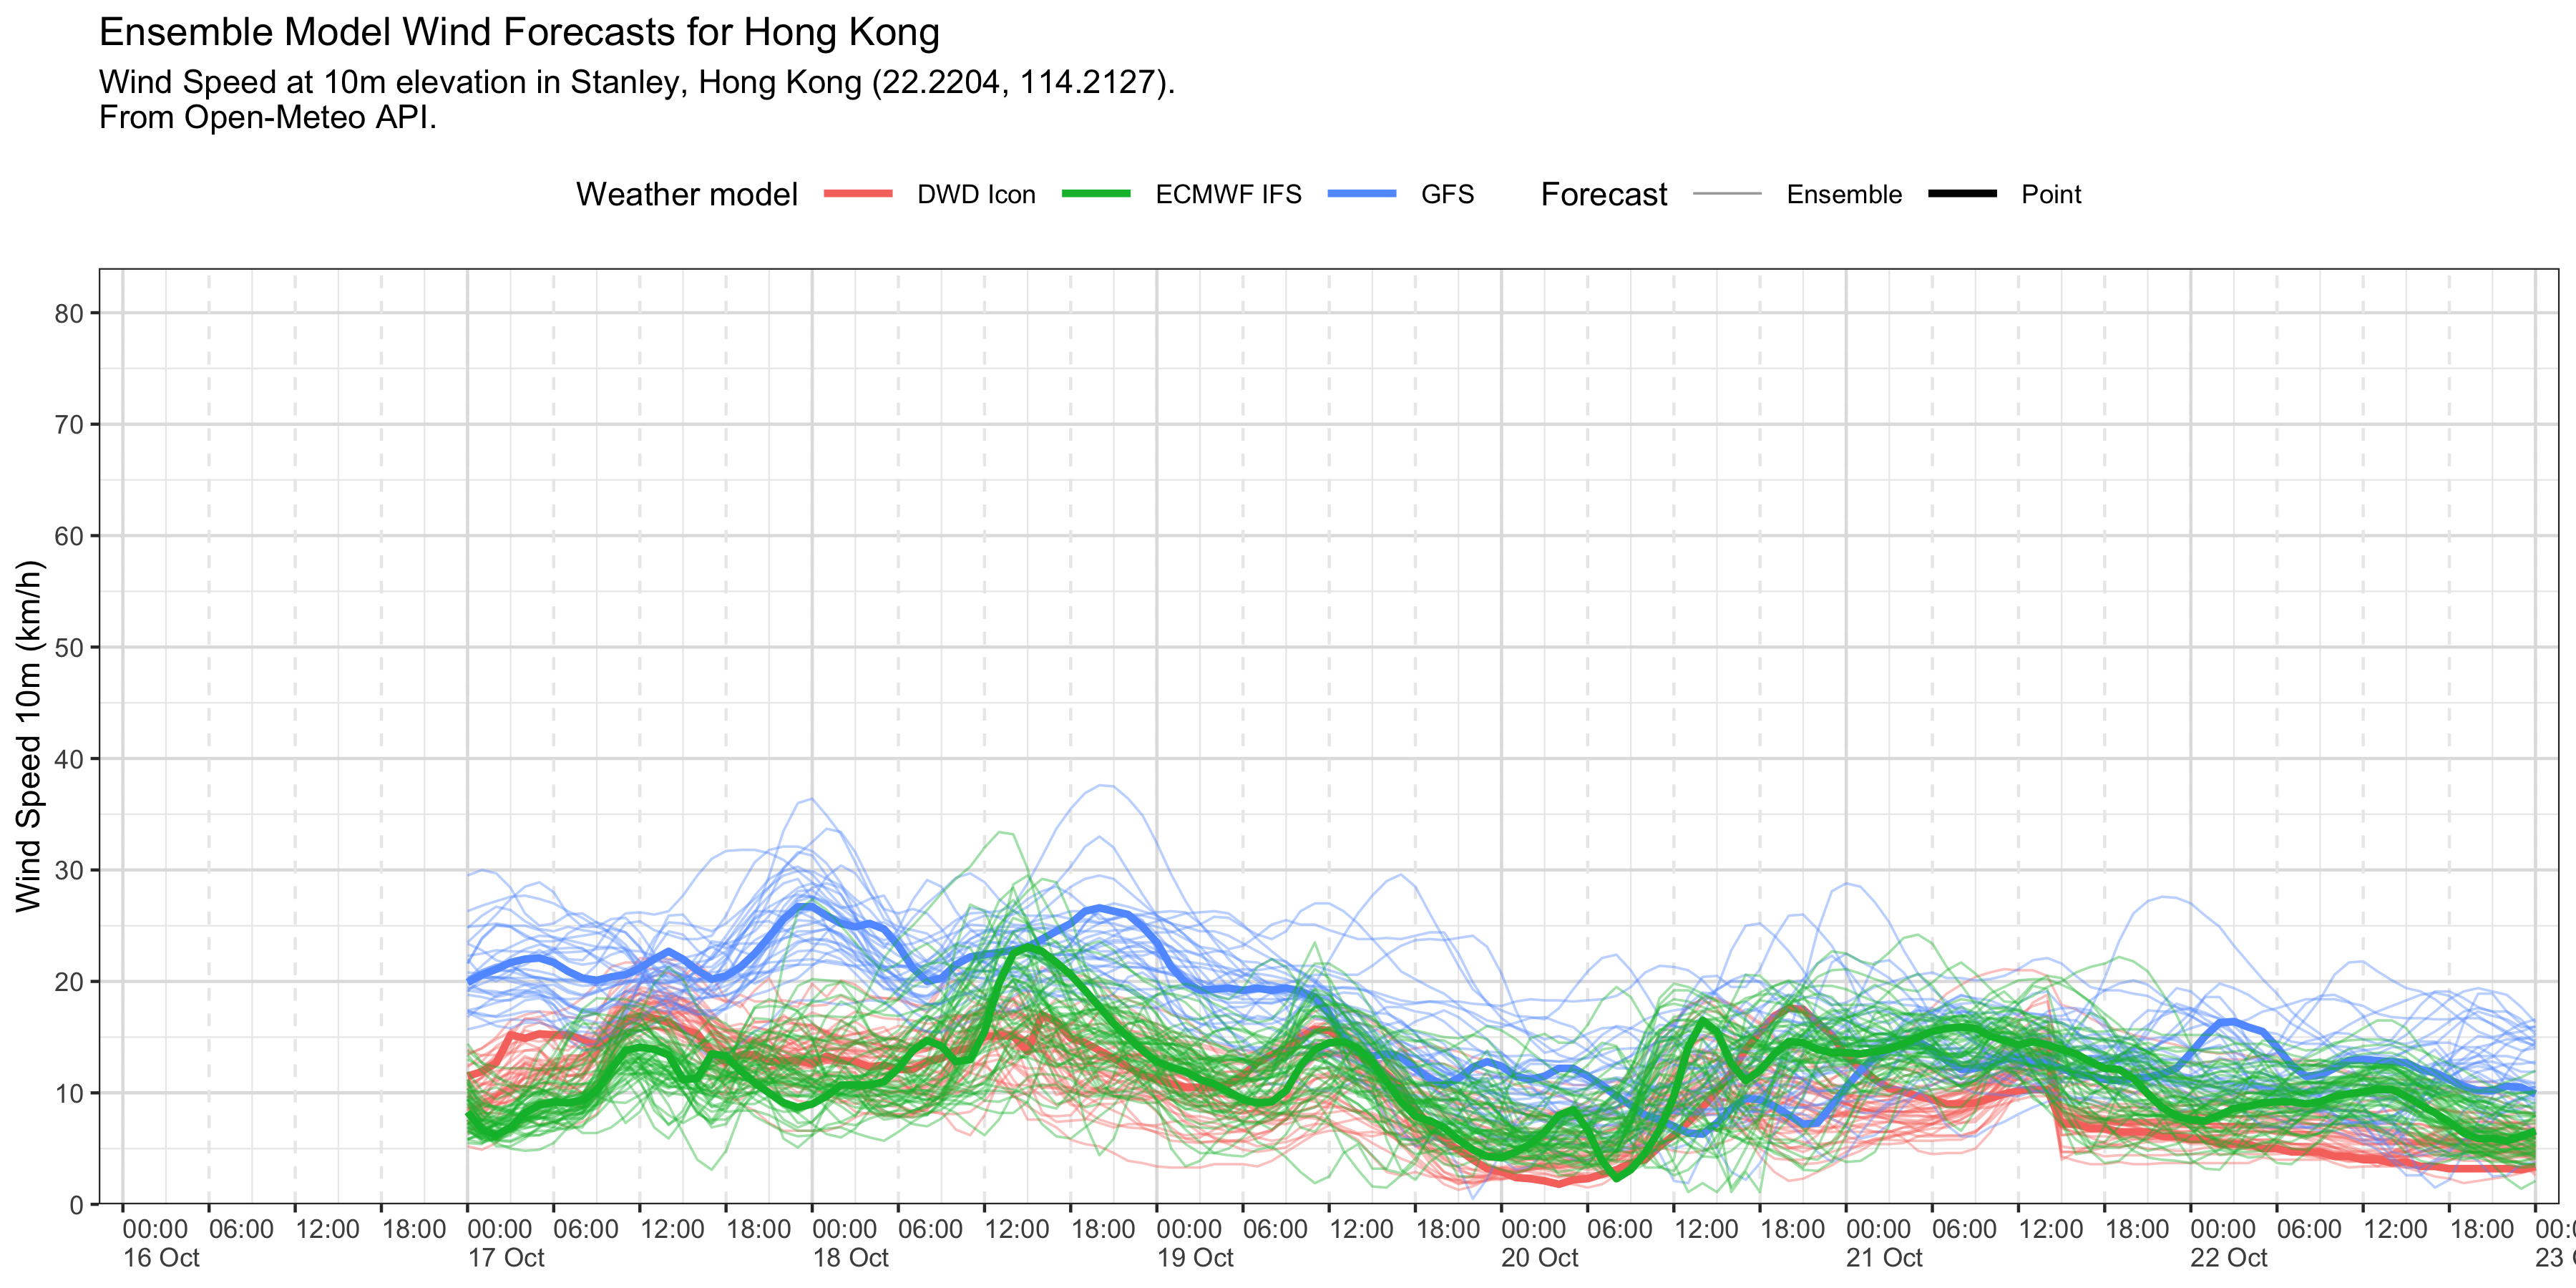 Ensemble Model Wind Forecasts for Hong Kong
Wind Speed at 10m elevation in Stanley, Hong Kong (22.2204, 114.2127).
From Open-Meteo API.
Weather model DWD Icon ECMWF IFS GFS Forecast Ensemble Point
Wind Speed 10m (km/h)
80
70
60
50
40
30
20
10
0
00:00 06:00 12:00 18:00 00:00 06:00 12:00 18:00 00:00 06:00 12:00 18:00 00:00 06:00 12:00 18:00 00:00 06:00 12:00 18:00 00:00 06:00 12:00 18:00 00:00 06:00 12:00 18:00
16 Oct 17 Oct 18 Oct 19 Oct 20 Oct 21 Oct 22 Oct 23